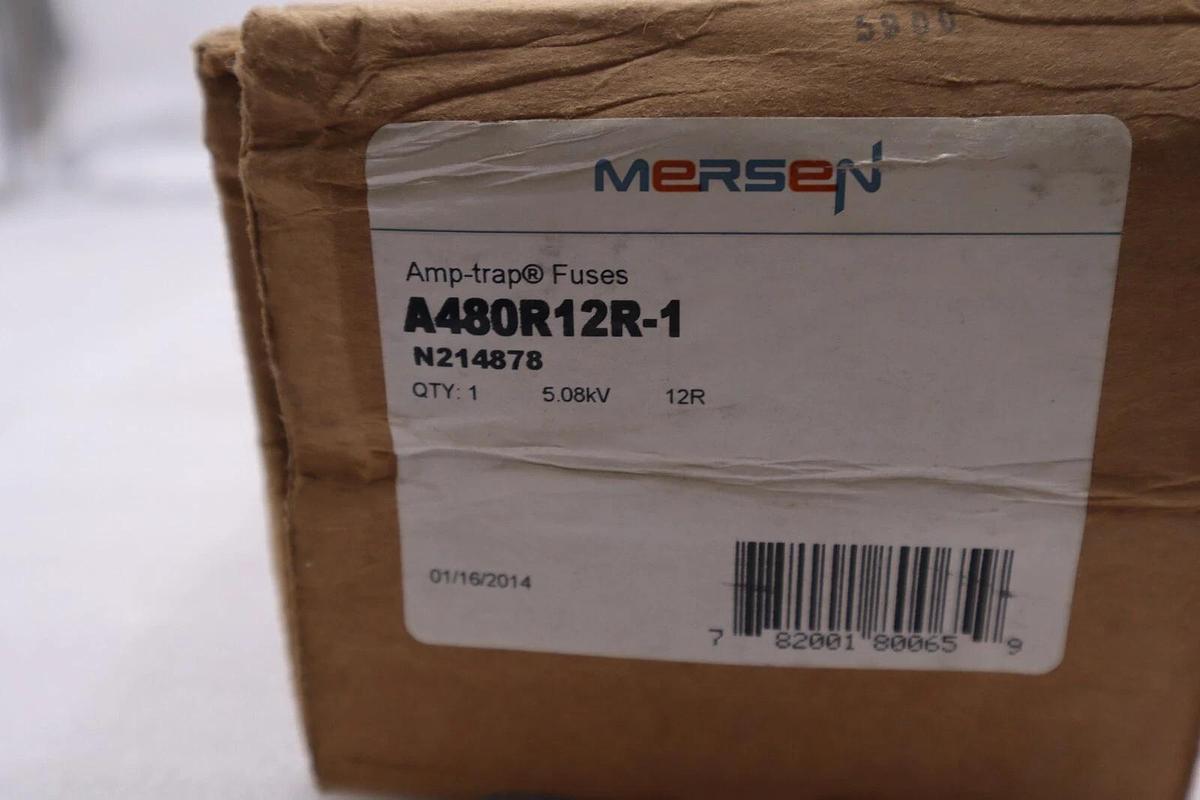 5900
MERSEN
Amp-trap® Fuses
A480R12R-1
N214878
QTY: 1 5.08kV 12R
01/16/2014
7 82001 80065 9